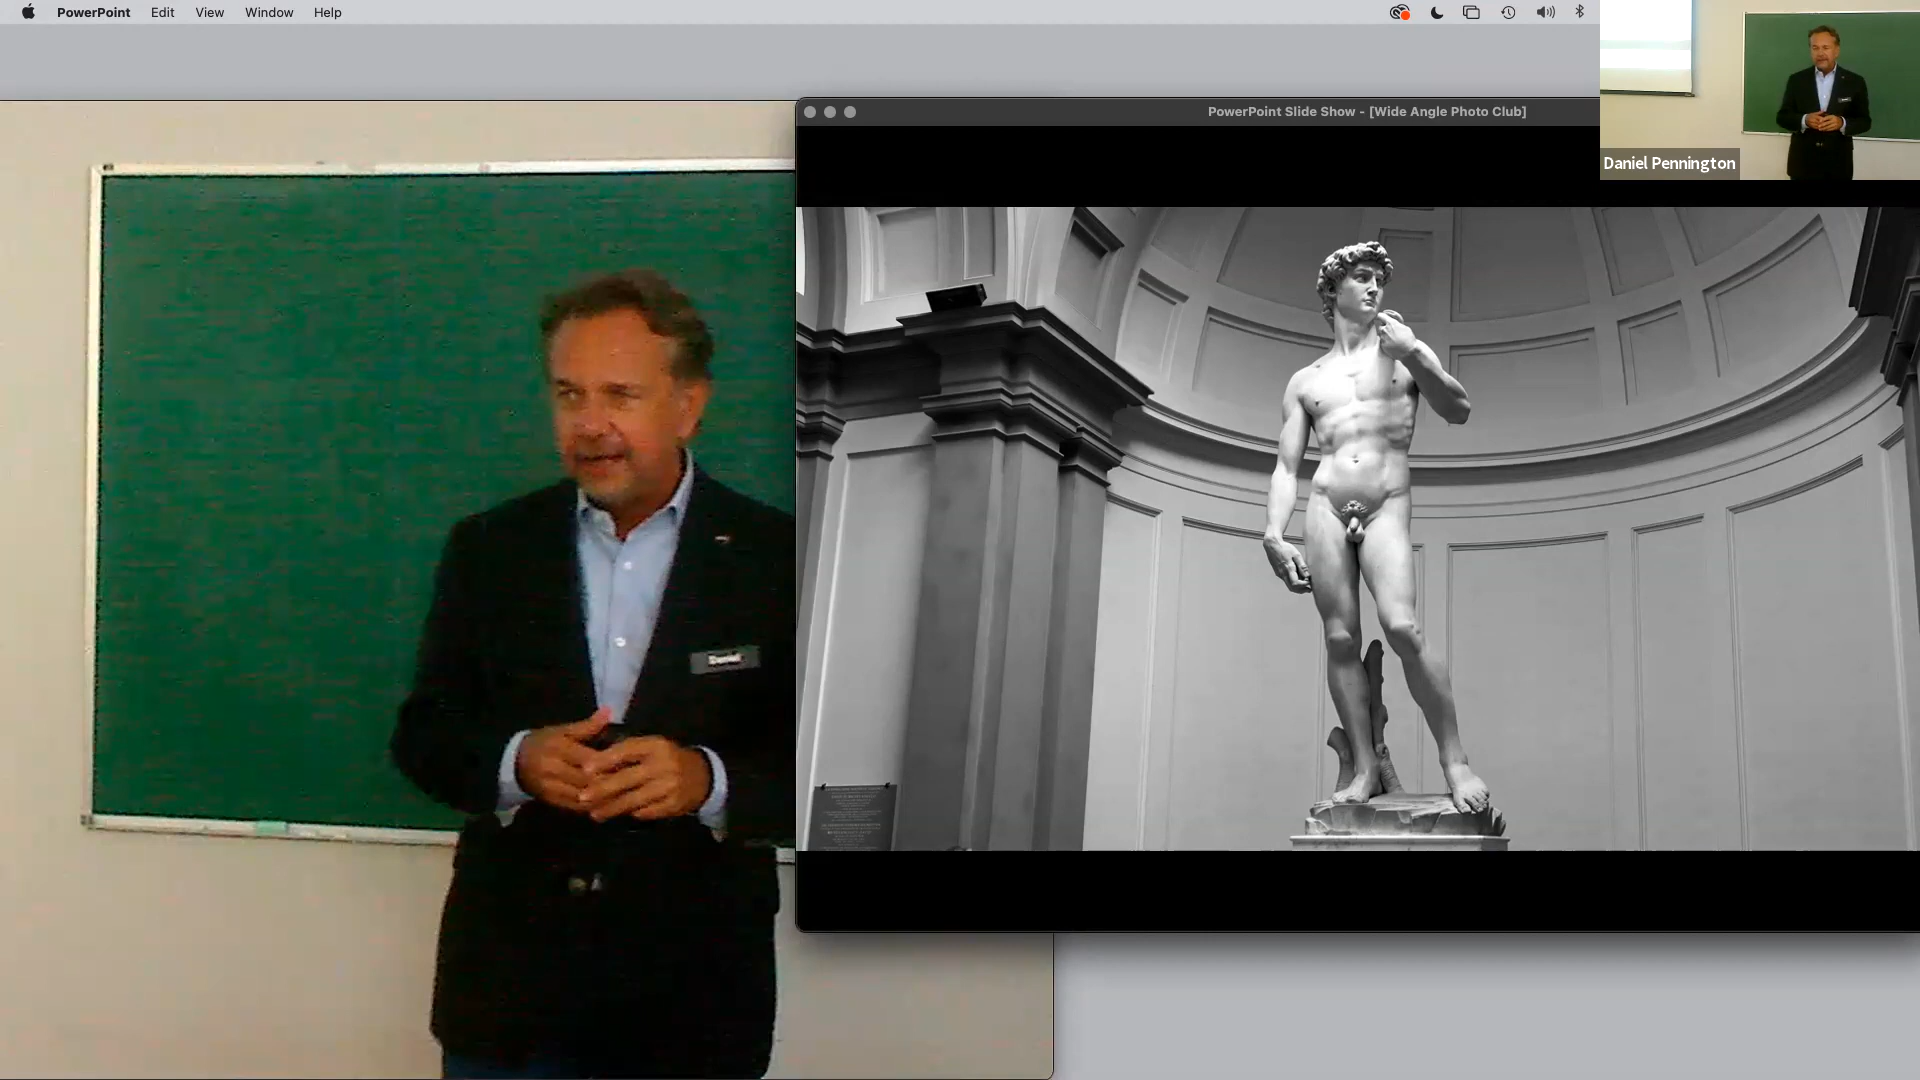 PowerPoint Edit View Window Help
PowerPoint Slide Show - [Wide Angle Photo Club]
Daniel Pennington
Daniel